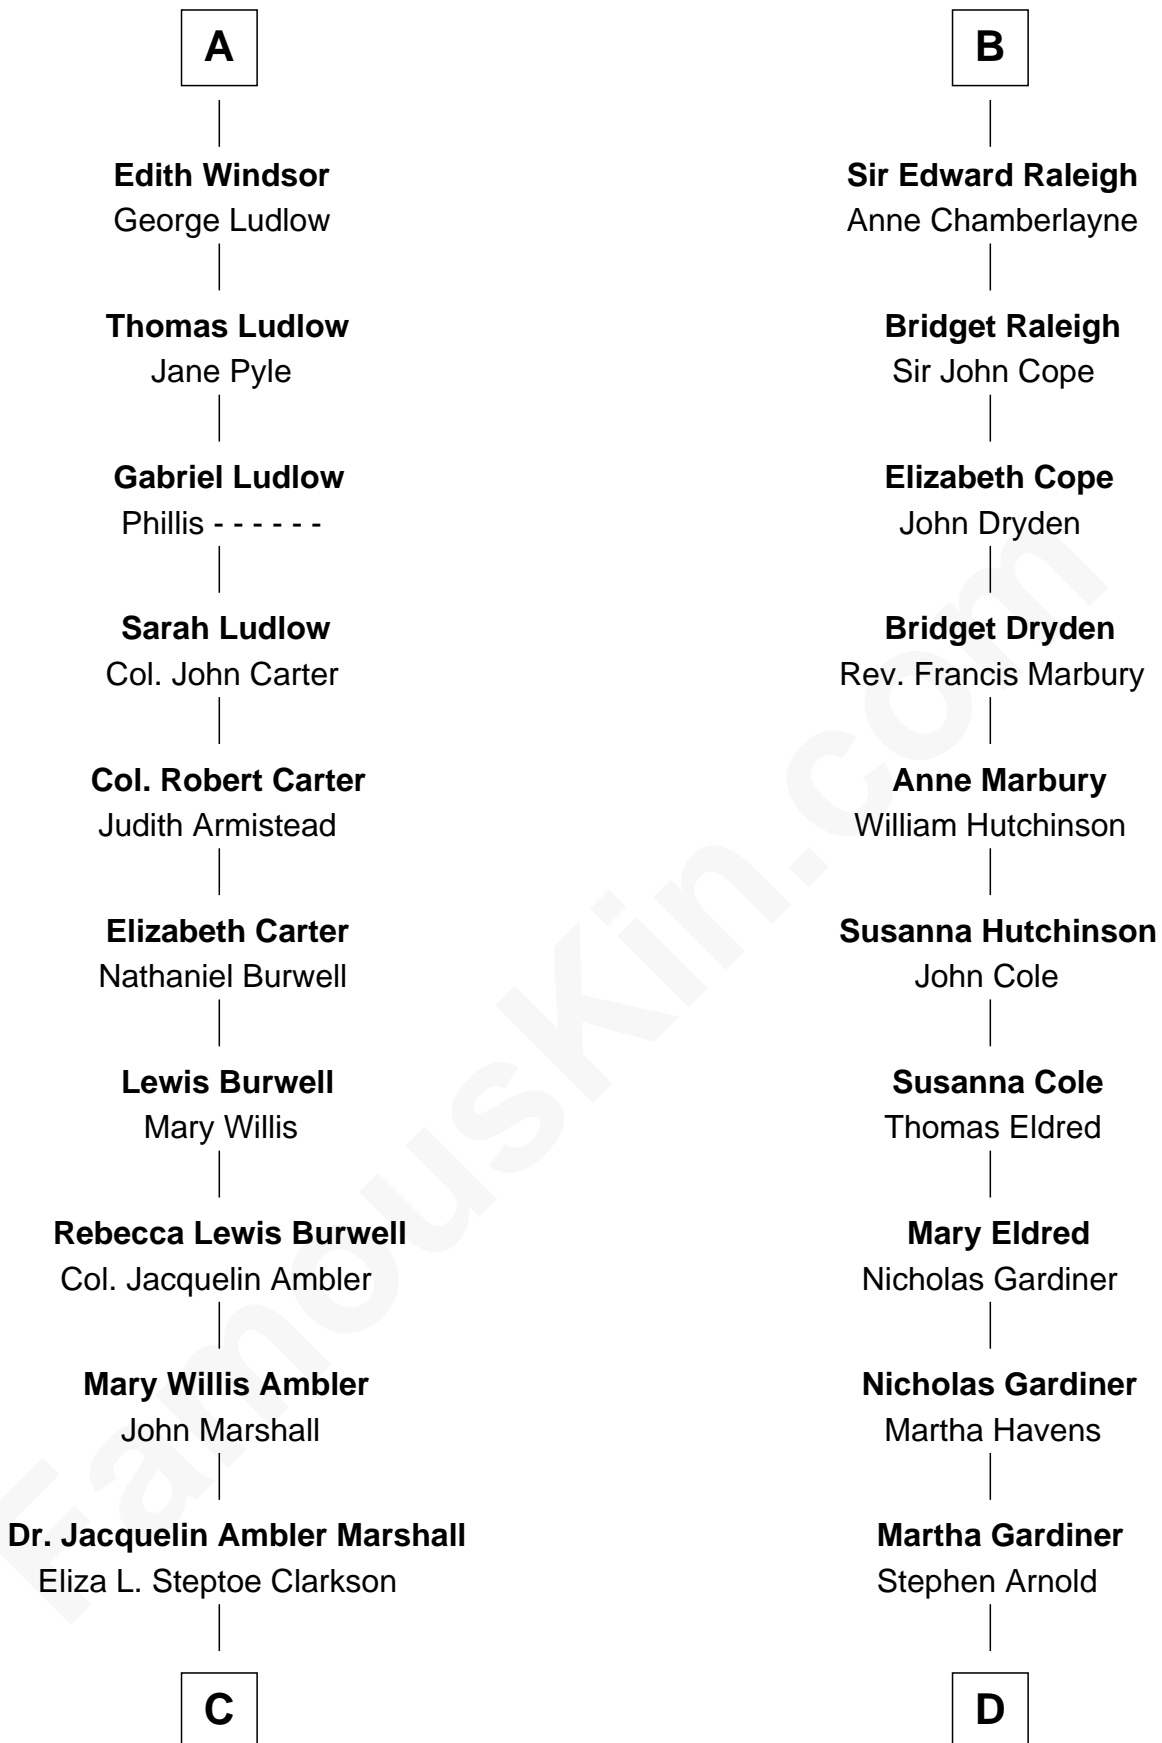 A
Edith Windsor
George Ludlow
Thomas Ludlow
Jane Pyle
Gabriel Ludlow
Phillis - - - - - -
Sarah Ludlow
Col. John Carter
Col. Robert Carter
Judith Armistead
Elizabeth Carter
Nathaniel Burwell
Lewis Burwell
Mary Willis
Rebecca Lewis Burwell
Col. Jacquelin Ambler
Mary Willis Ambler
John Marshall
Dr. Jacquelin Ambler Marshall
Eliza L. Steptoe Clarkson
C
B
Sir Edward Raleigh
Anne Chamberlayne
Bridget Raleigh
Sir John Cope
Elizabeth Cope
John Dryden
Bridget Dryden
Rev. Francis Marbury
Anne Marbury
William Hutchinson
Susanna Hutchinson
John Cole
Susanna Cole
Thomas Eldred
Mary Eldred
Nicholas Gardiner
Nicholas Gardiner
Martha Havens
Martha Gardiner
Stephen Arnold
D
FamousKin.com